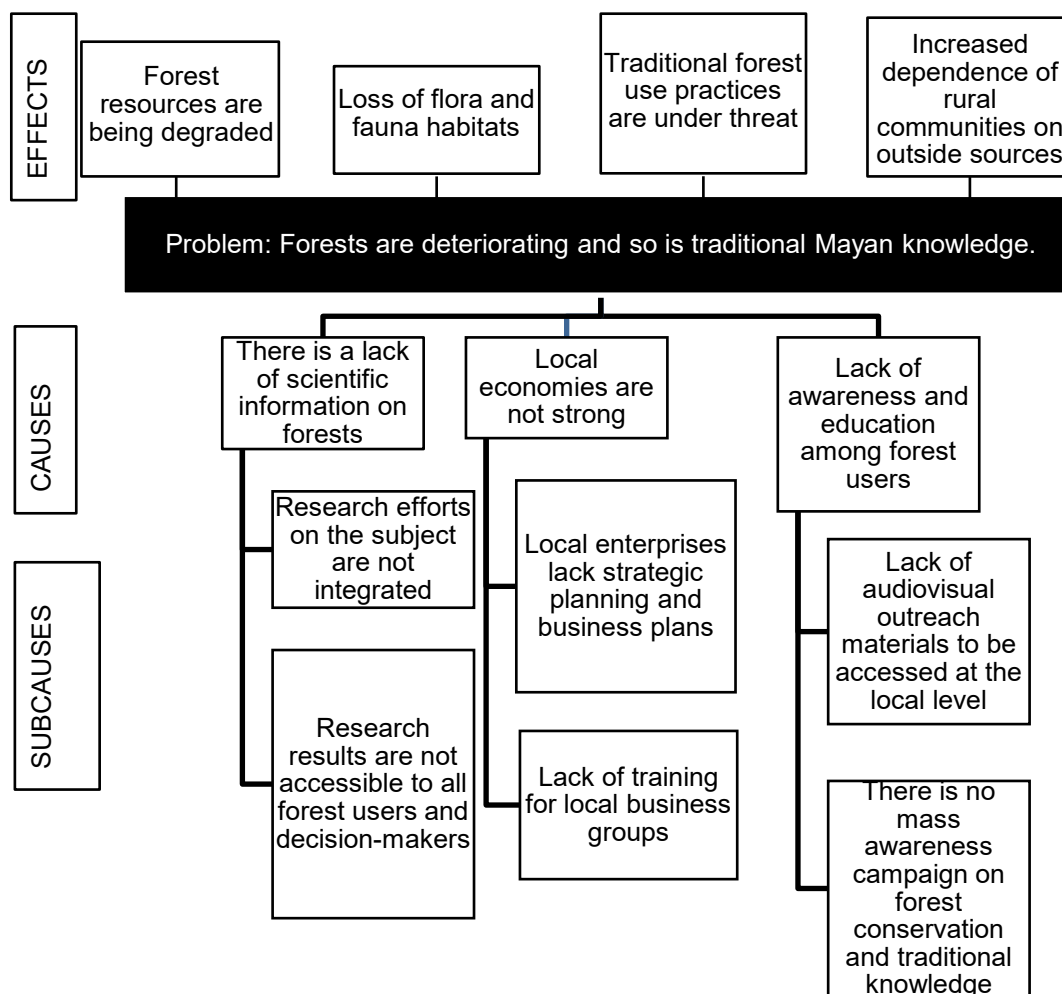 EFFECTS
Forest
resources are
being degraded
Loss of flora and
fauna habitats
Traditional forest
use practices
are under threat
Increased
dependence of
rural
communities on
outside sources
Problem: Forests are deteriorating and so is traditional Mayan knowledge.
CAUSES
There is a lack
of scientific
information on
forests
Local
economies are
not strong
Lack of
awareness and
education
among forest
users
SUBCAUSES
Research efforts
on the subject
are not
integrated
Research
results are not
accessible to all
forest users and
decision-makers
Local enterprises
lack strategic
planning and
business plans
Lack of training
for local business
groups
Lack of
audiovisual
outreach
materials to be
accessed at the
local level
There is no
mass
awareness
campaign on
forest
conservation
and traditional
knowledge